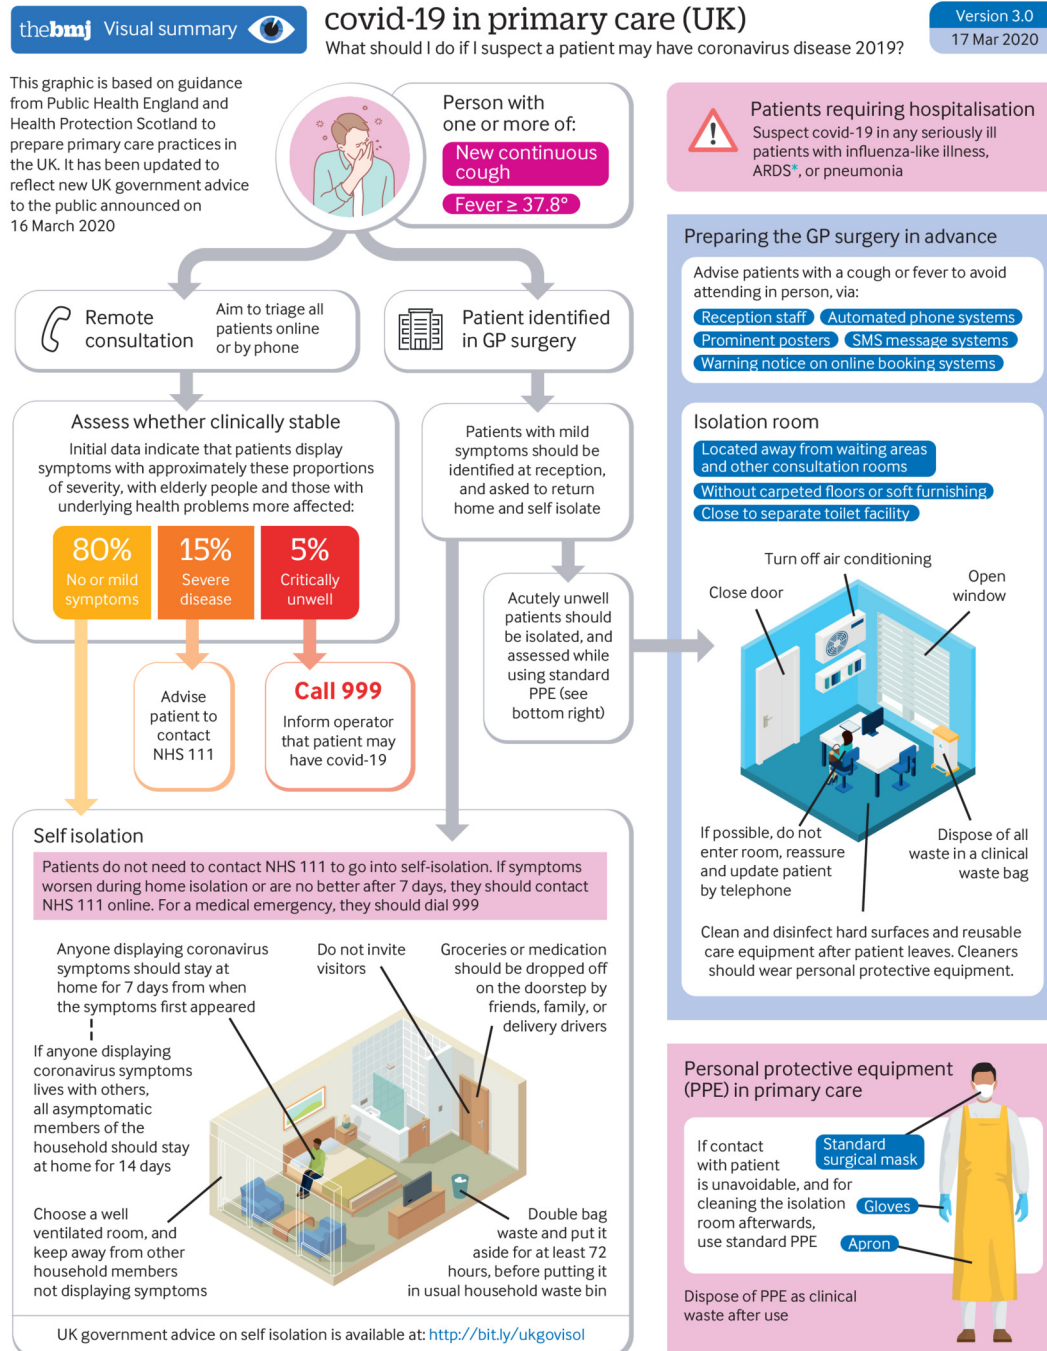 thebmj Visual summary
covid-19 in primary care (UK)
What should I do if I suspect a patient may have coronavirus disease 2019?
Version 3.0
17 Mar 2020
This graphic is based on guidance
from Public Health England and
Health Protection Scotland to
prepare primary care practices in
the UK. It has been updated to
reflect new UK government advice
to the public announced on
16 March 2020
Person with
one or more of:
New continuous
cough
Fever ≥ 37.8°
Remote
consultation
Aim to triage all
patients online
or by phone
Patient identified
in GP surgery
Assess whether clinically stable
Initial data indicate that patients display
symptoms with approximately these proportions
of severity, with elderly people and those with
underlying health problems more affected:
80%
No or mild
symptoms
15%
Severe
disease
5%
Critically
unwell
Patients with mild
symptoms should be
identified at reception,
and asked to return
home and self isolate
Advise
patient to
contact
NHS 111
Call 999
Inform operator
that patient may
have covid-19
Acutely unwell
patients should
be isolated, and
assessed while
using standard
PPE (see
bottom right)
Self isolation
Patients do not need to contact NHS 111 to go into self-isolation. If symptoms
worsen during home isolation or are no better after 7 days, they should contact
NHS 111 online. For a medical emergency, they should dial 999
Anyone displaying coronavirus
symptoms should stay at
home for 7 days from when
the symptoms first appeared
Do not invite
visitors
Groceries or medication
should be dropped off
on the doorstep by
friends, family, or
delivery drivers
If anyone displaying
coronavirus symptoms
lives with others,
all asymptomatic
members of the
household should stay
at home for 14 days
Choose a well
ventilated room, and
keep away from other
household members
not displaying symptoms
Double bag
waste and put it
aside for at least 72
hours, before putting it
in usual household waste bin
UK government advice on self isolation is available at: http://bit.ly/ukgovisol
Patients requiring hospitalisation
Suspect covid-19 in any seriously ill
patients with influenza-like illness,
ARDS*, or pneumonia
Preparing the GP surgery in advance
Advise patients with a cough or fever to avoid
attending in person, via:
Reception staff Automated phone systems
Prominent posters SMS message systems
Warning notice on online booking systems
Isolation room
Located away from waiting areas
and other consultation rooms
Without carpeted floors or soft furnishing
Close to separate toilet facility
Turn off air conditioning
Close door
Open
window
If possible, do not
enter room, reassure
and update patient
by telephone
Dispose of all
waste in a clinical
waste bag
Clean and disinfect hard surfaces and reusable
care equipment after patient leaves. Cleaners
should wear personal protective equipment.
Personal protective equipment
(PPE) in primary care
If contact
with patient
is unavoidable, and for
cleaning the isolation
room afterwards,
use standard PPE
Standard
surgical mask
Gloves
Apron
Dispose of PPE as clinical
waste after use